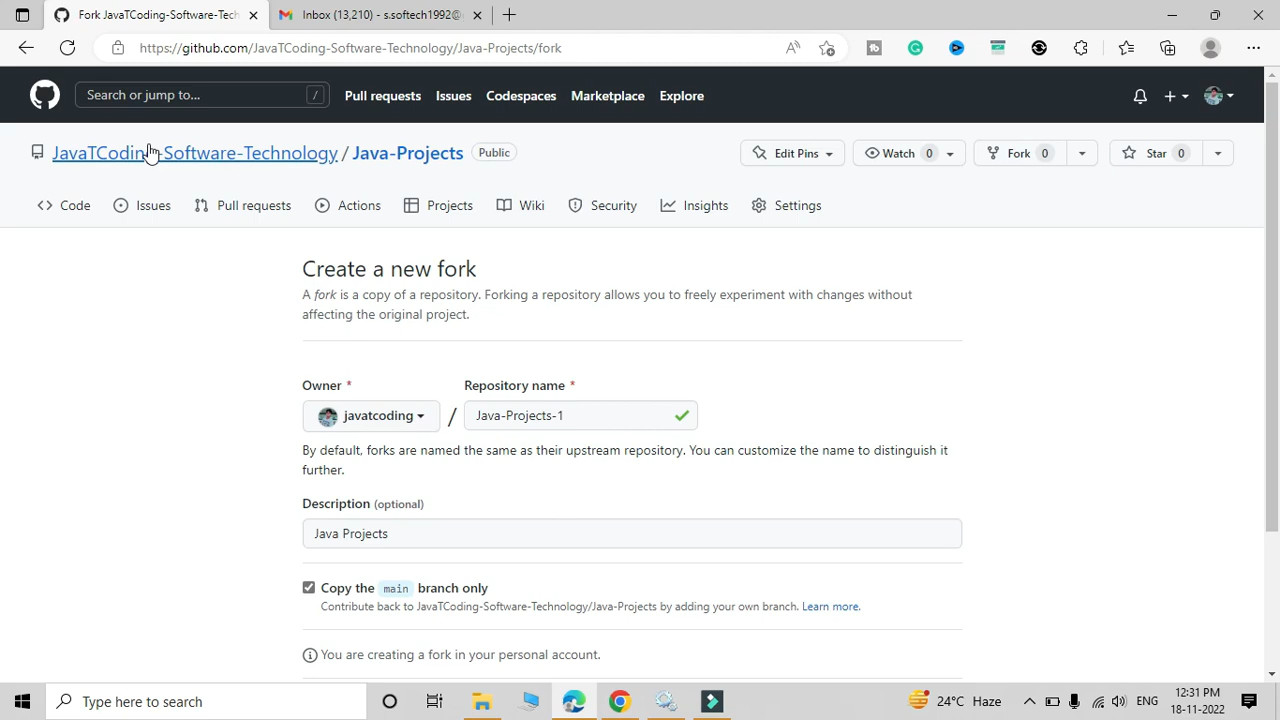 Fork JavaTCoding-Software-Tech
Inbox (13,210) - s.softech1992@
https://github.com/JavaTCoding-Software-Technology/Java-Projects/fork
Search or jump to... /
Pull requests Issues Codespaces Marketplace Explore
JavaTCoding-Software-Technology / Java-Projects Public
Edit Pins Watch 0 Fork 0 Star 0
Code Issues Pull requests Actions Projects Wiki Security Insights Settings
Create a new fork
A fork is a copy of a repository. Forking a repository allows you to freely experiment with changes without
affecting the original project.
Owner * Repository name *
javatcoding / Java-Projects-1
By default, forks are named the same as their upstream repository. You can customize the name to distinguish it
further.
Description (optional)
Java Projects
Copy the main branch only
Contribute back to JavaTCoding-Software-Technology/Java-Projects by adding your own branch. Learn more.
You are creating a fork in your personal account.
Type here to search
24°C Haze
ENG
12:31 PM
18-11-2022